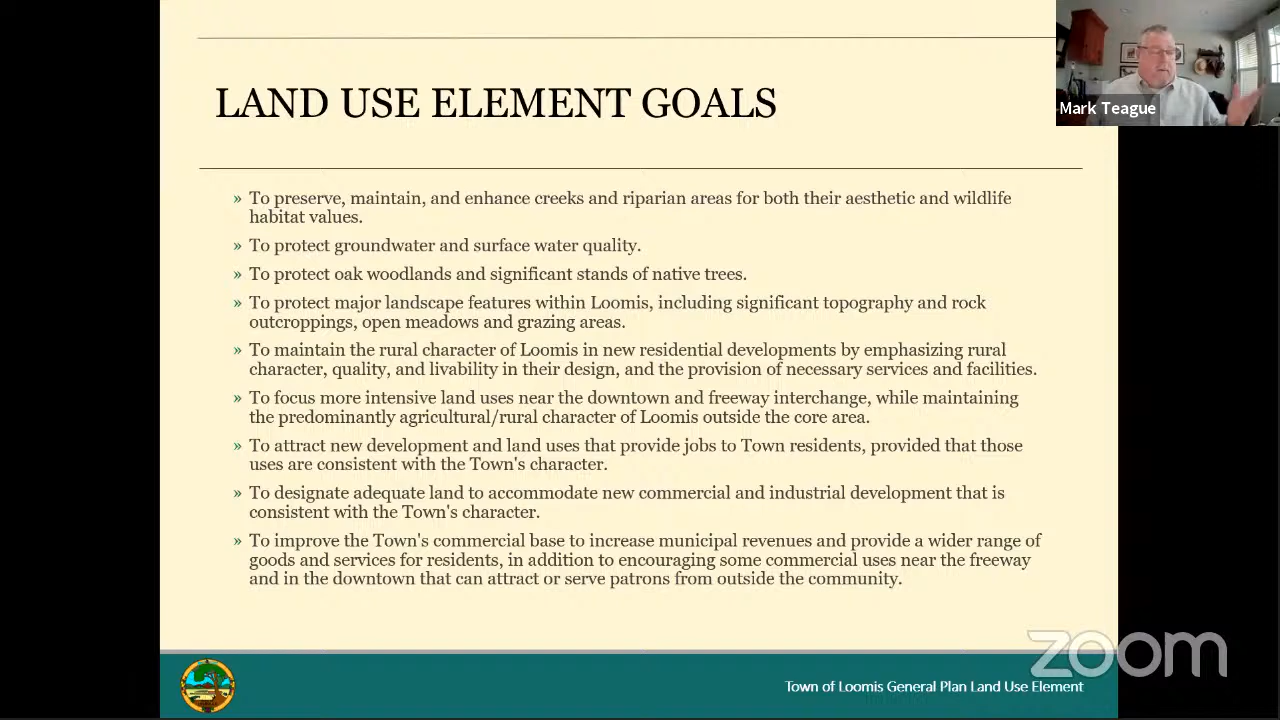 LAND USE ELEMENT GOALS
Mark Teague
» To preserve, maintain, and enhance creeks and riparian areas for both their aesthetic and wildlife
habitat values.
» To protect groundwater and surface water quality.
» To protect oak woodlands and significant stands of native trees.
» To protect major landscape features within Loomis, including significant topography and rock
outcroppings, open meadows and grazing areas.
» To maintain the rural character of Loomis in new residential developments by emphasizing rural
character, quality, and livability in their design, and the provision of necessary services and facilities.
» To focus more intensive land uses near the downtown and freeway interchange, while maintaining
the predominantly agricultural/rural character of Loomis outside the core area.
» To attract new development and land uses that provide jobs to Town residents, provided that those
uses are consistent with the Town's character.
» To designate adequate land to accommodate new commercial and industrial development that is
consistent with the Town's character.
» To improve the Town's commercial base to increase municipal revenues and provide a wider range of
goods and services for residents, in addition to encouraging some commercial uses near the freeway
and in the downtown that can attract or serve patrons from outside the community.
zoom
Town of Loomis General Plan Land Use Element